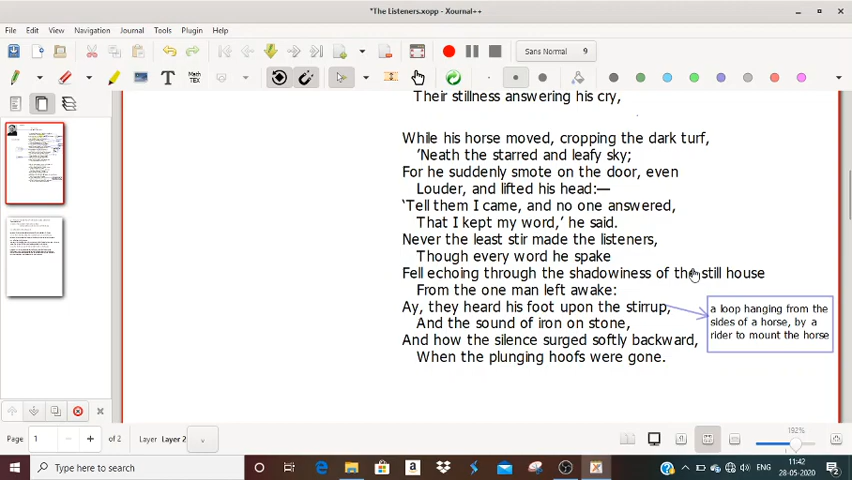 *The Listeners.xopp - Xournal++
File Edit View Navigation Journal Tools Plugin Help
Sans Normal 9
T Math TEX
Their stillness answering his cry,
While his horse moved, cropping the dark turf,
’Neath the starred and leafy sky;
For he suddenly smote on the door, even
Louder, and lifted his head:—
‘Tell them I came, and no one answered,
That I kept my word,’ he said.
Never the least stir made the listeners,
Though every word he spake
Fell echoing through the shadowiness of the still house
From the one man left awake:
Ay, they heard his foot upon the stirrup,
And the sound of iron on stone,
And how the silence surged softly backward,
When the plunging hoofs were gone.
a loop hanging from the
sides of a horse, by a
rider to mount the horse
Page 1 of 2 Layer Layer 2 192%
Type here to search ENG 11:42
28-05-2020 2